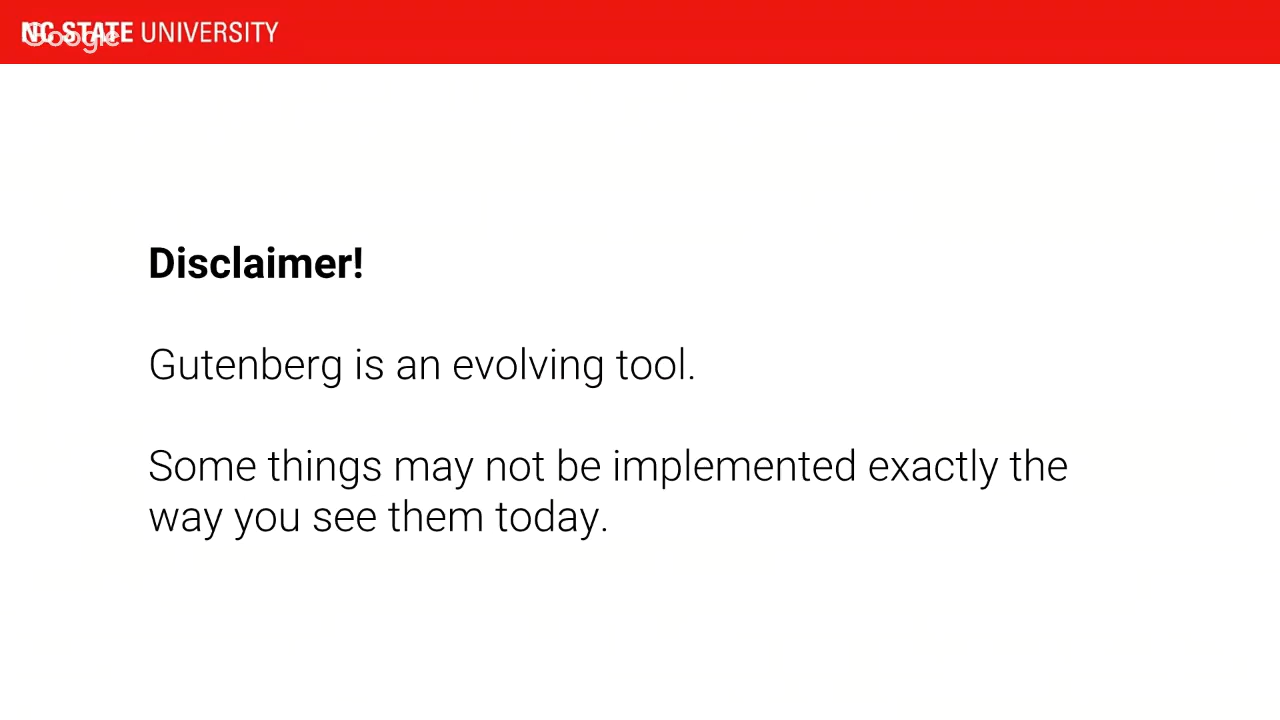 NC STATE UNIVERSITY
Google
Disclaimer!
Gutenberg is an evolving tool.
Some things may not be implemented exactly the
way you see them today.